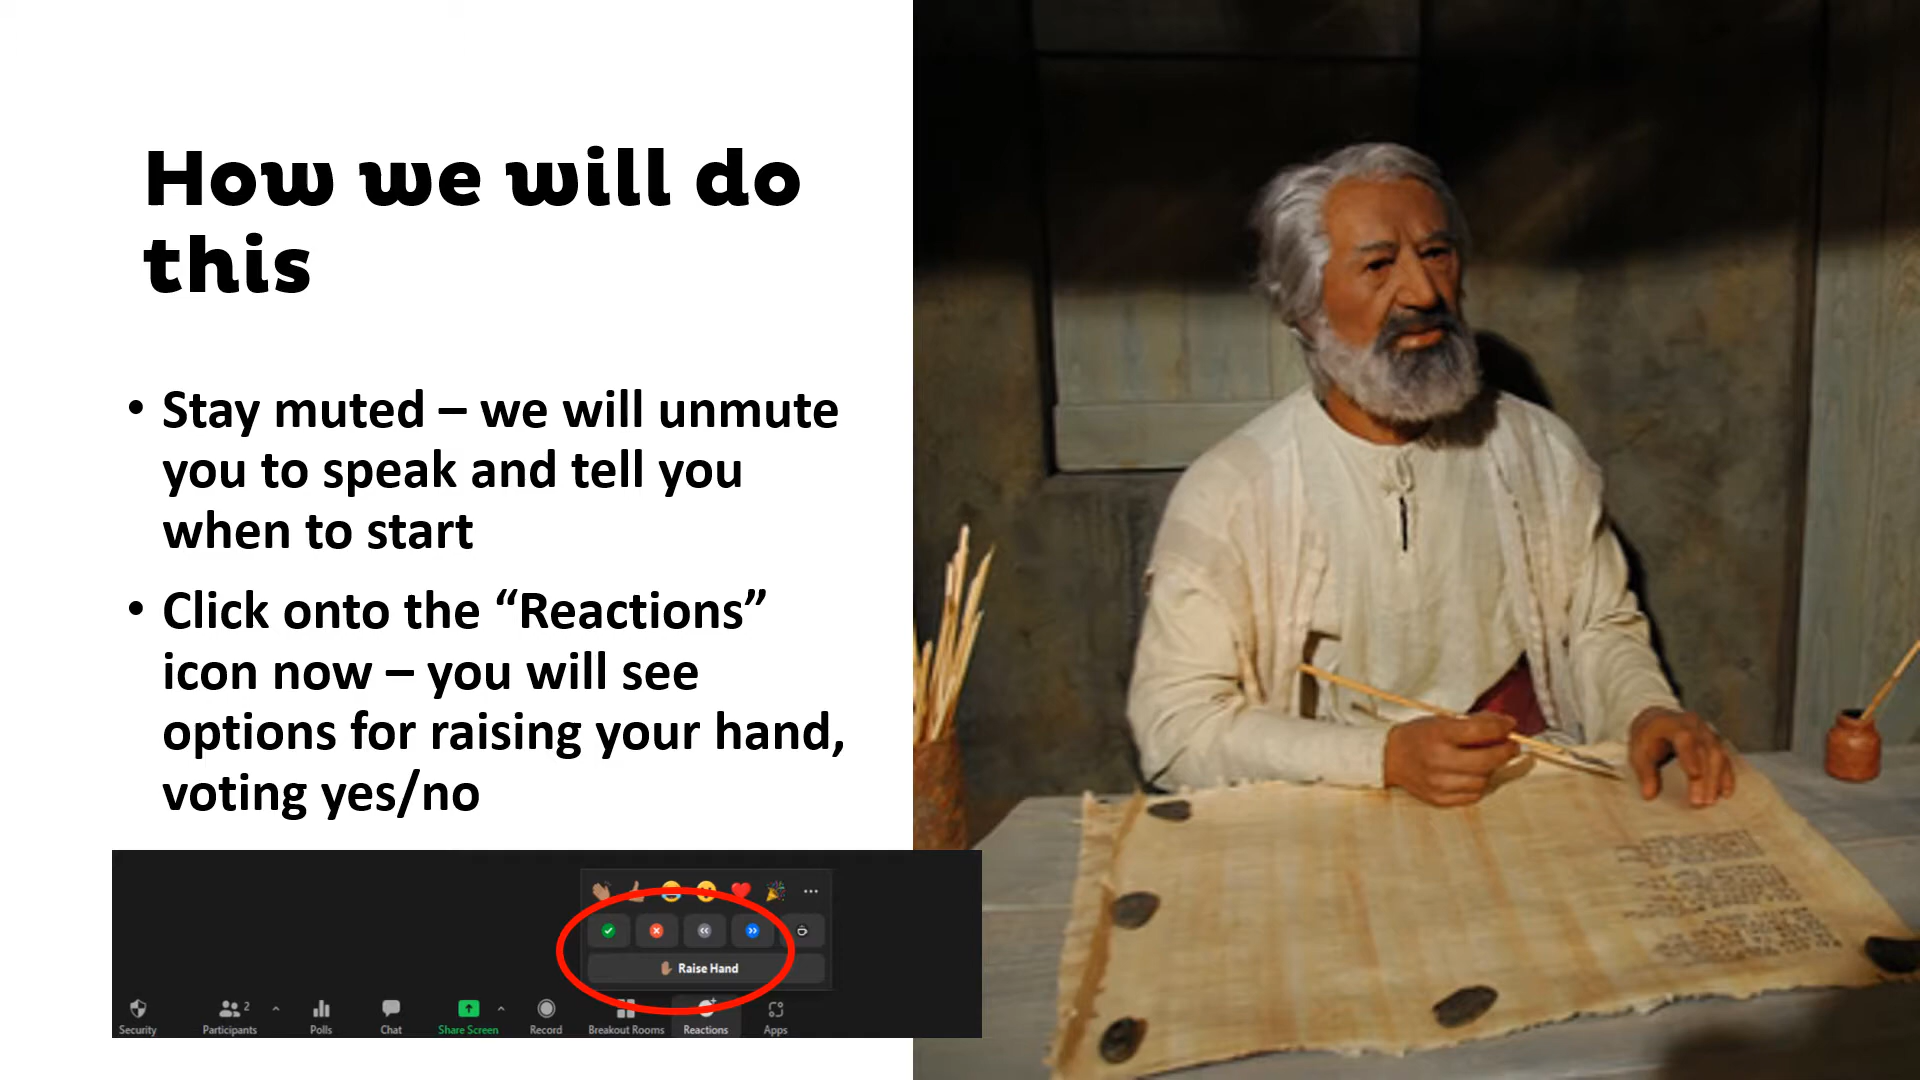 How we will do
this
• Stay muted – we will unmute
you to speak and tell you
when to start
• Click onto the “Reactions”
icon now – you will see
options for raising your hand,
voting yes/no
Raise Hand
2
Security Participants Polls Chat Share Screen Record Breakout Rooms Reactions Apps